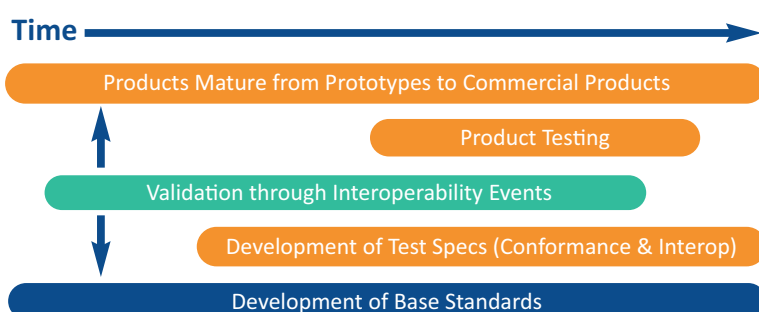 Time
Products Mature from Prototypes to Commercial Products
Product Testing
Validation through Interoperability Events
Development of Test Specs (Conformance & Interop)
Development of Base Standards